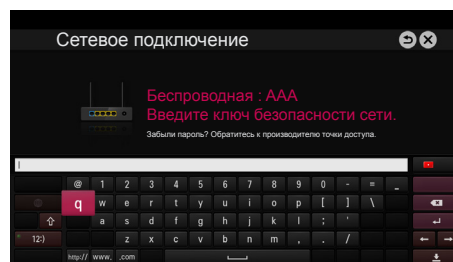 Сетевое подключение
Беспроводная : AAA
Введите ключ безопасности сети.
Забыли пароль? Обратитесь к производителю точки доступа.
@ 1 2 3 4 5 6 7 8 9 0 - = _
q w e r t y u i o p [ ] \
a s d f g h j k l ; '
12:) z x c v b n m , . /
http:// www. .com